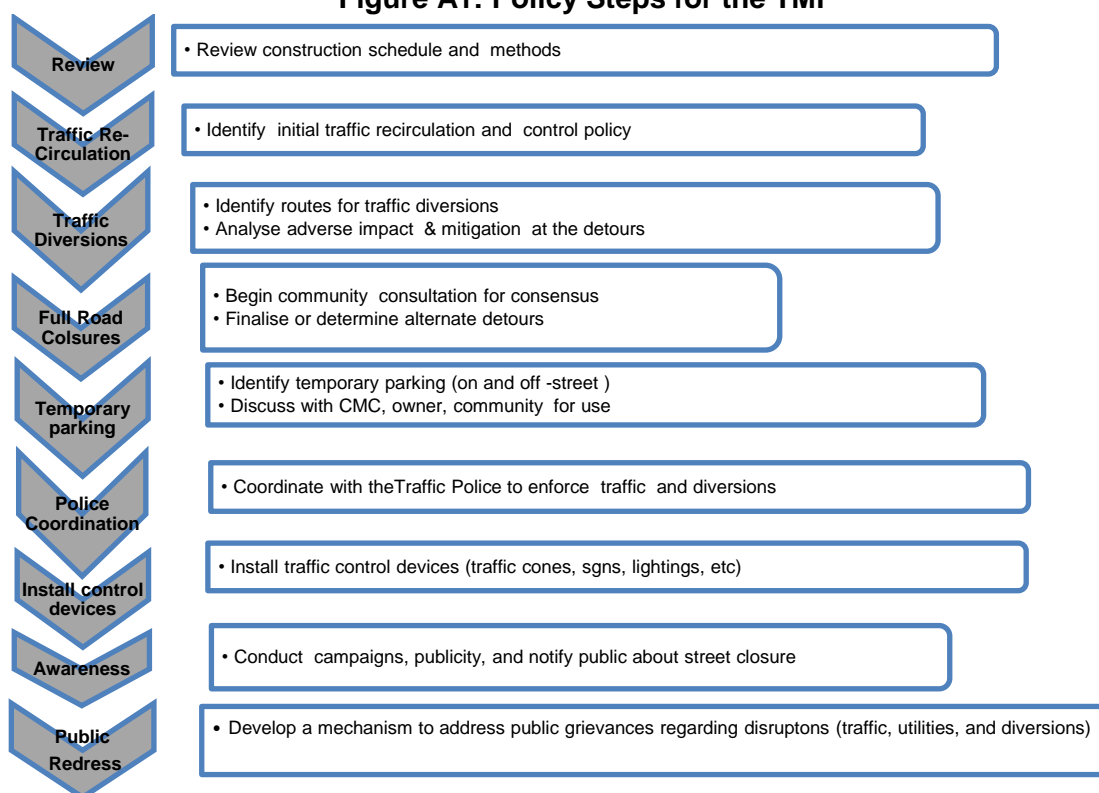 Figure A1: Policy Steps for the TMP
Review
• Review construction schedule and methods
Traffic Re-
Circulation
• Identify initial traffic recirculation and control policy
Traffic
Diversions
• Identify routes for traffic diversions
• Analyse adverse impact & mitigation at the detours
Full Road
Colsures
• Begin community consultation for consensus
• Finalise or determine alternate detours
Temporary
parking
• Identify temporary parking (on and off -street )
• Discuss with CMC, owner, community for use
Police
Coordination
• Coordinate with theTraffic Police to enforce traffic and diversions
Install control
devices
• Install traffic control devices (traffic cones, sgns, lightings, etc)
Awareness
• Conduct campaigns, publicity, and notify public about street closure
Public
Redress
• Develop a mechanism to address public grievances regarding disruptons (traffic, utilities, and diversions)